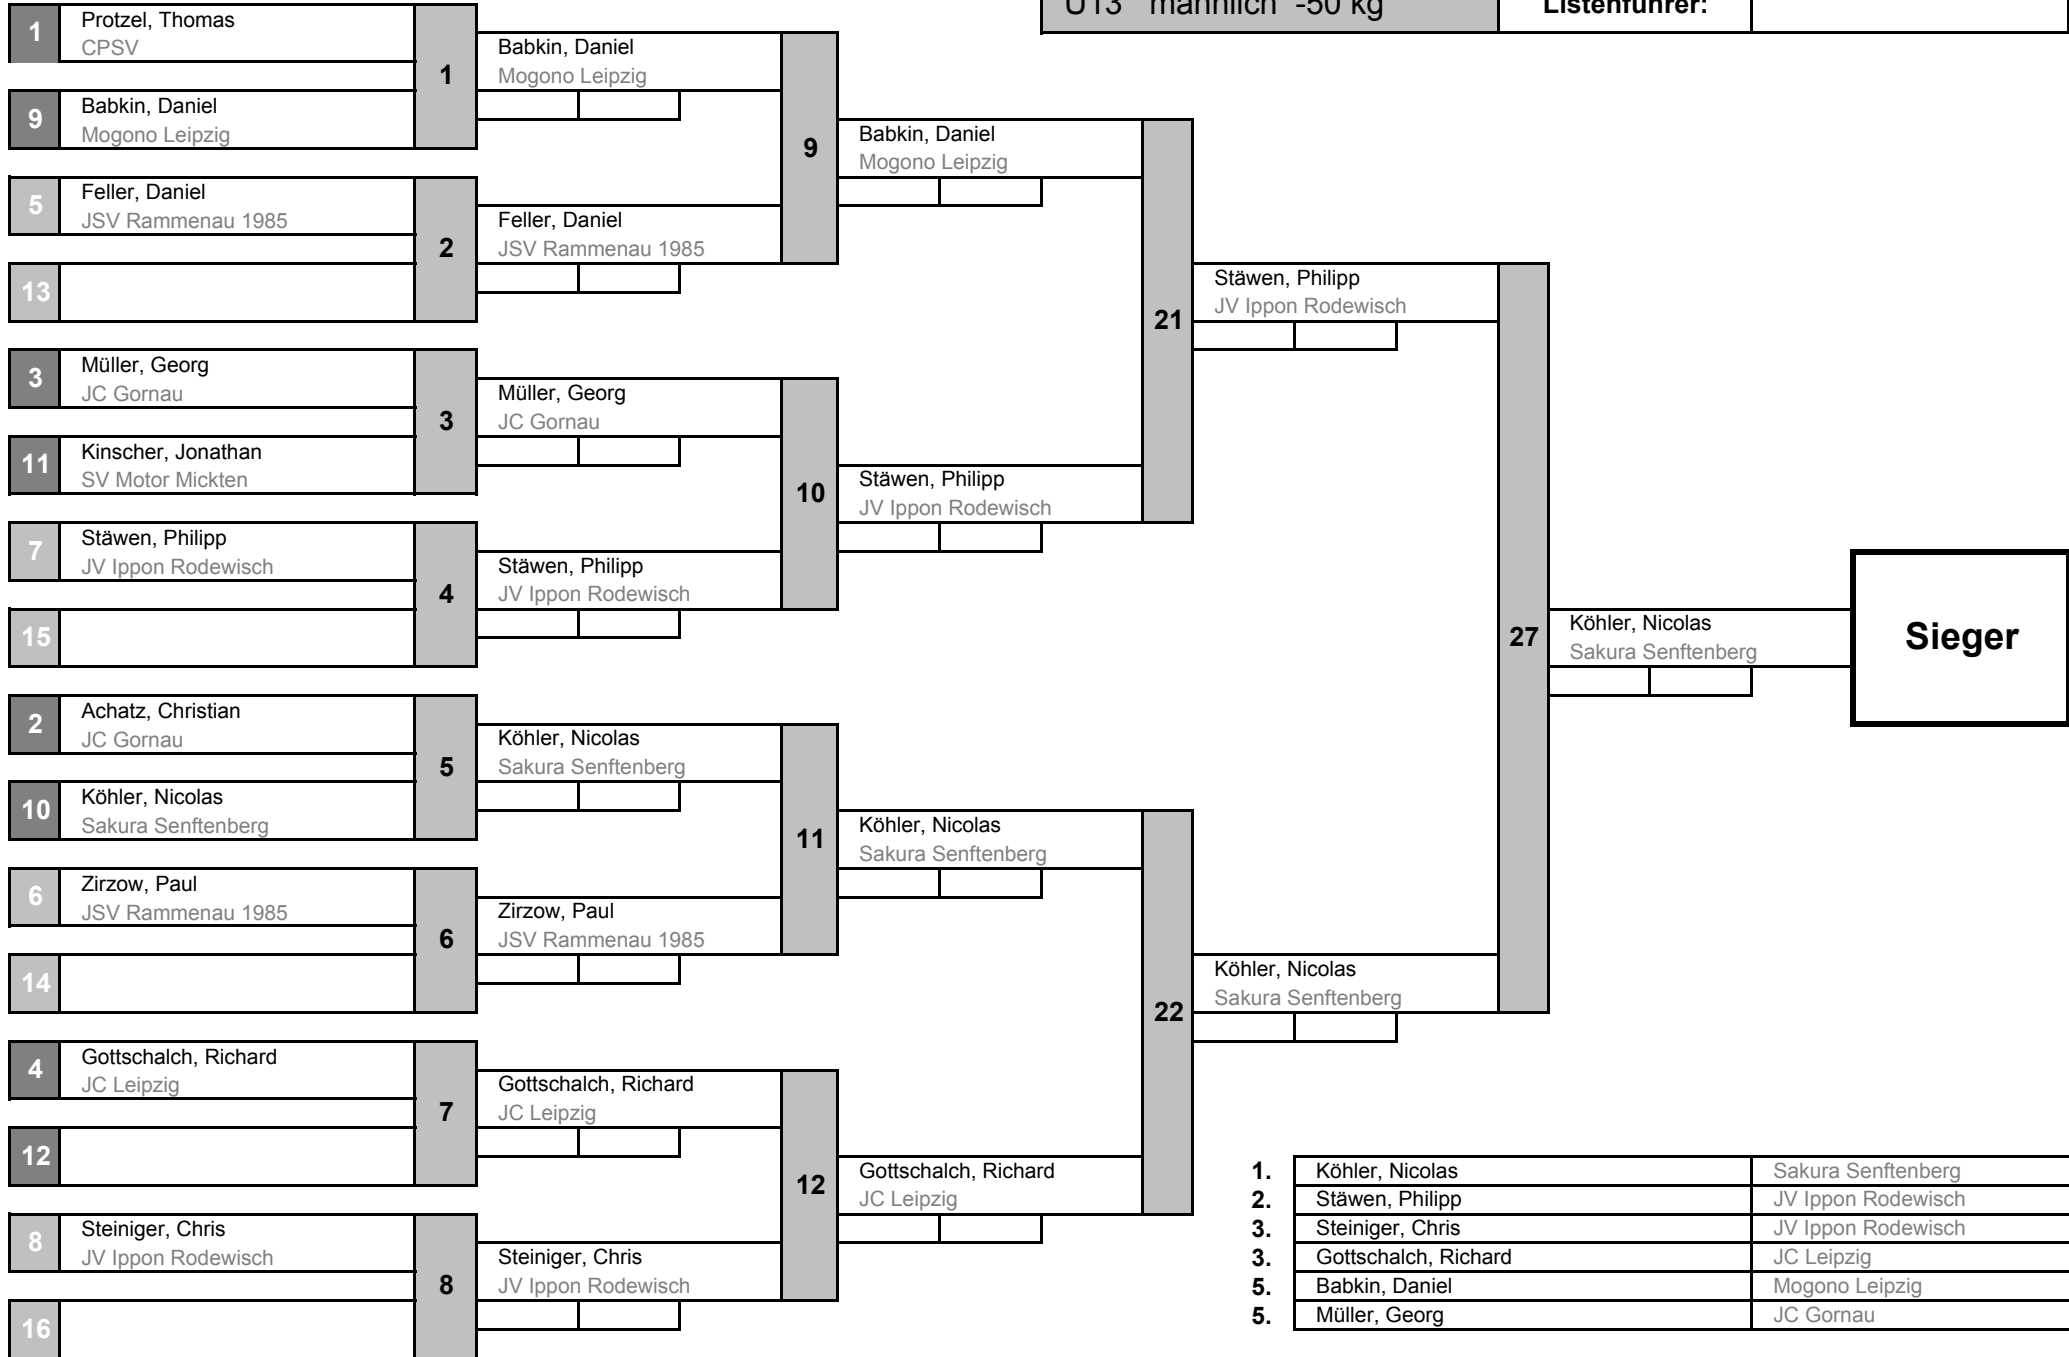 U13 männlich -50 kg
Listenführer:
1
Protzel, Thomas
CPSV
9
Babkin, Daniel
Mogono Leipzig
1
Babkin, Daniel
Mogono Leipzig
5
Feller, Daniel
JSV Rammenau 1985
13
2
Feller, Daniel
JSV Rammenau 1985
9
Babkin, Daniel
Mogono Leipzig
3
Müller, Georg
JC Gornau
11
Kinscher, Jonathan
SV Motor Mickten
3
Müller, Georg
JC Gornau
7
Stäwen, Philipp
JV Ippon Rodewisch
15
4
Stäwen, Philipp
JV Ippon Rodewisch
10
Stäwen, Philipp
JV Ippon Rodewisch
21
Stäwen, Philipp
JV Ippon Rodewisch
2
Achatz, Christian
JC Gornau
10
Köhler, Nicolas
Sakura Senftenberg
5
Köhler, Nicolas
Sakura Senftenberg
6
Zirzow, Paul
JSV Rammenau 1985
14
6
Zirzow, Paul
JSV Rammenau 1985
11
Köhler, Nicolas
Sakura Senftenberg
4
Gottschalch, Richard
JC Leipzig
12
7
Gottschalch, Richard
JC Leipzig
8
Steiniger, Chris
JV Ippon Rodewisch
16
8
Steiniger, Chris
JV Ippon Rodewisch
12
Gottschalch, Richard
JC Leipzig
22
Köhler, Nicolas
Sakura Senftenberg
27
Köhler, Nicolas
Sakura Senftenberg
Sieger
1. Köhler, Nicolas Sakura Senftenberg
2. Stäwen, Philipp JV Ippon Rodewisch
3. Steiniger, Chris JV Ippon Rodewisch
3. Gottschalch, Richard JC Leipzig
5. Babkin, Daniel Mogono Leipzig
5. Müller, Georg JC Gornau